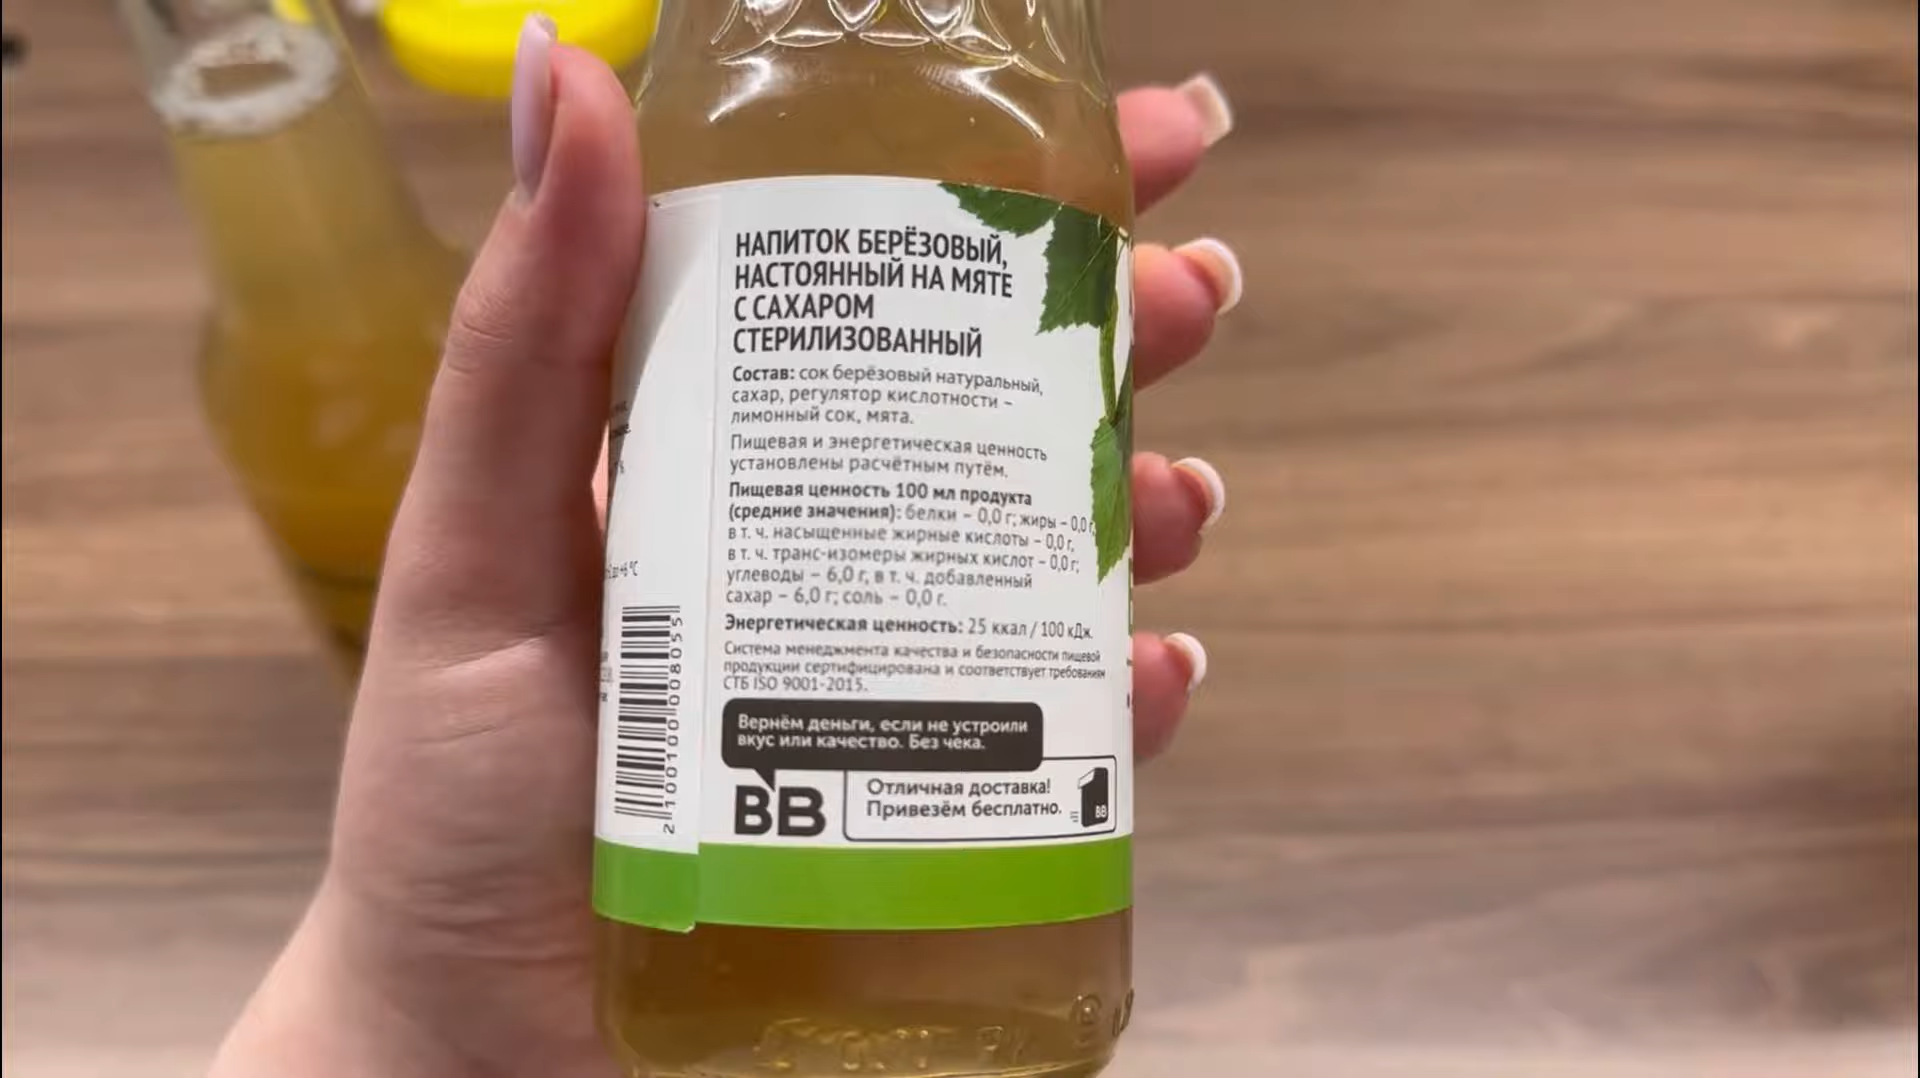 НАПИТОК БЕРЁЗОВЫЙ,
НАСТОЯННЫЙ НА МЯТЕ
С САХАРОМ
СТЕРИЛИЗОВАННЫЙ
Состав: сок берёзовый натуральный,
сахар, регулятор кислотности –
лимонный сок, мята.
Пищевая и энергетическая ценность
установлены расчётным путём.
Пищевая ценность 100 мл продукта
(средние значения): белки – 0,0 г; жиры – 0,0 г,
в т. ч. насыщенные жирные кислоты – 0,0 г,
в т. ч. транс-изомеры жирных кислот – 0,0 г;
углеводы – 6,0 г, в т. ч. добавленный
сахар – 6,0 г; соль – 0,0 г.
Энергетическая ценность: 25 ккал / 100 кДж.
Система менеджмента качества и безопасности пищевой
продукции сертифицирована и соответствует требованиям
СТБ ISO 9001-2015.
Вернём деньги, если не устроили
вкус или качество. Без чека.
ВВ
Отличная доставка!
Привезём бесплатно.
ВВ
2 100100 008055